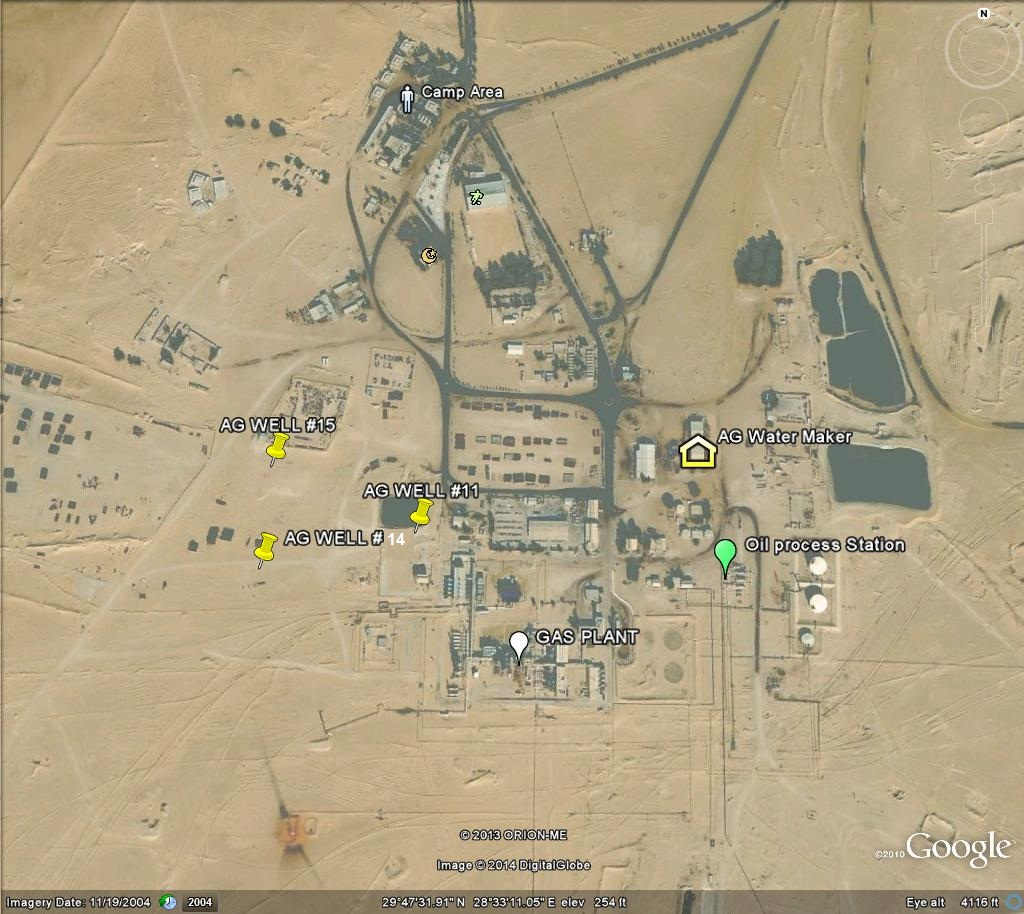 N
Camp Area
AG WELL #15
AG Water Maker
AG WELL #11
AG WELL # 14
Oil process Station
GAS PLANT
© 2013 ORION-ME
©2010 Google
Image © 2014 DigitalGlobe
Imagery Date: 11/19/2004 2004 29°47'31.91" N 28°33'11.05" E elev 254 ft Eye alt 4116 ft